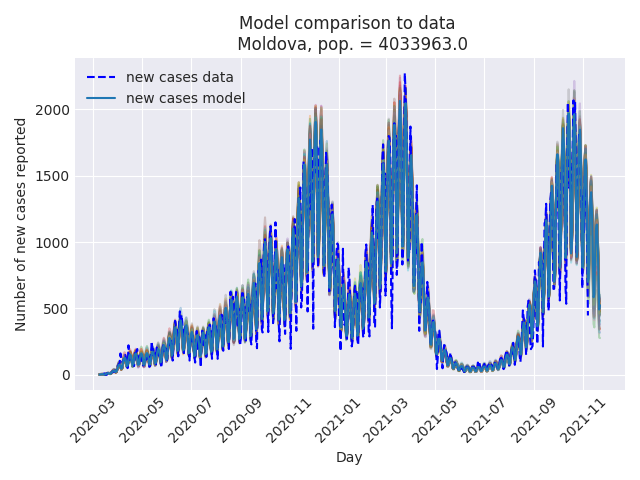 Model comparison to data
Moldova, pop. = 4033963.0
new cases data
new cases model
Number of new cases reported
2000
1500
1000
500
0
2020-03
2020-05
2020-07
2020-09
2020-11
2021-01
2021-03
2021-05
2021-07
2021-09
2021-11
Day